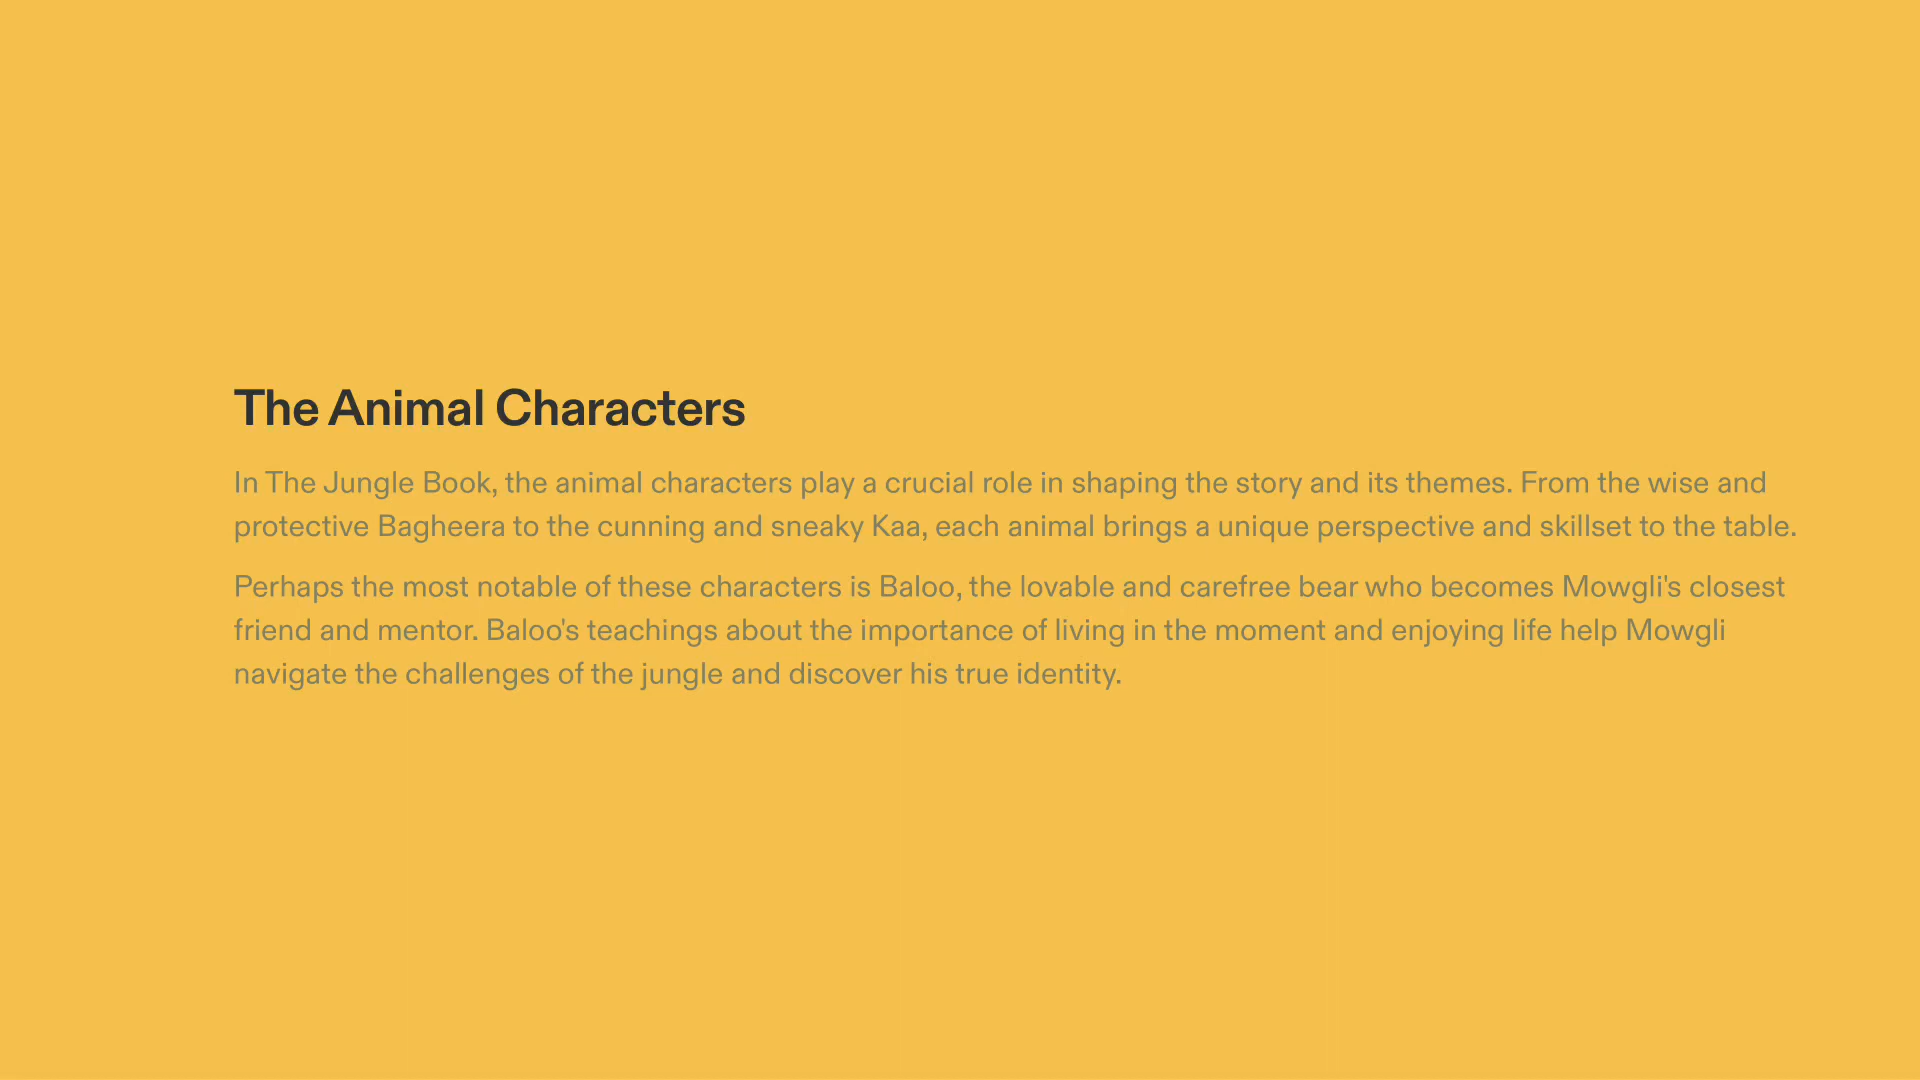 The Animal Characters
In The Jungle Book, the animal characters play a crucial role in shaping the story and its themes. From the wise and
protective Bagheera to the cunning and sneaky Kaa, each animal brings a unique perspective and skillset to the table.
Perhaps the most notable of these characters is Baloo, the lovable and carefree bear who becomes Mowgli's closest
friend and mentor. Baloo's teachings about the importance of living in the moment and enjoying life help Mowgli
navigate the challenges of the jungle and discover his true identity.